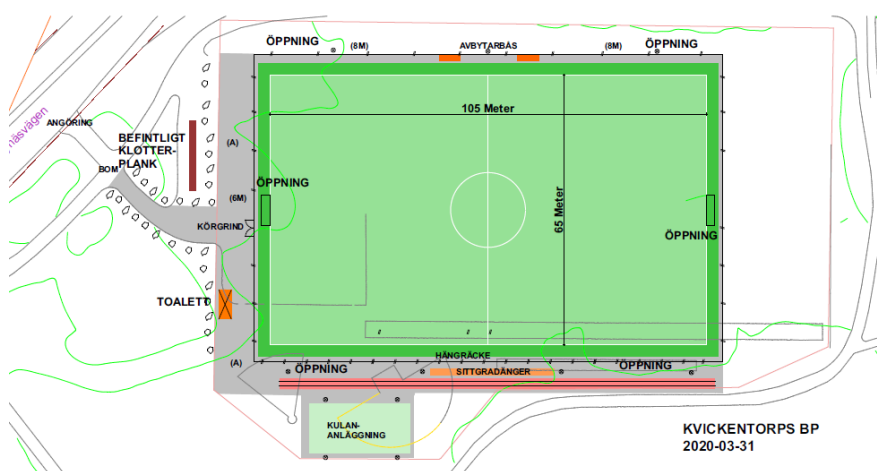 ÖPPNING
(8M)
AVBYTARBÅS
(8M)
ÖPPNING
105 Meter
ANGÖRING
BEFINTLIGT
KLOTTER-
PLANK
(A)
BOM
ÖPPNING
(6M)
65 Meter
KÖRGRIND
ÖPPNING
TOALETT
HÄNGRÄCKE
(A)
ÖPPNING
SITTGRADÄNGER
ÖPPNING
KULAN-
ANLÄGGNING
KVICKENTORPS BP
2020-03-31